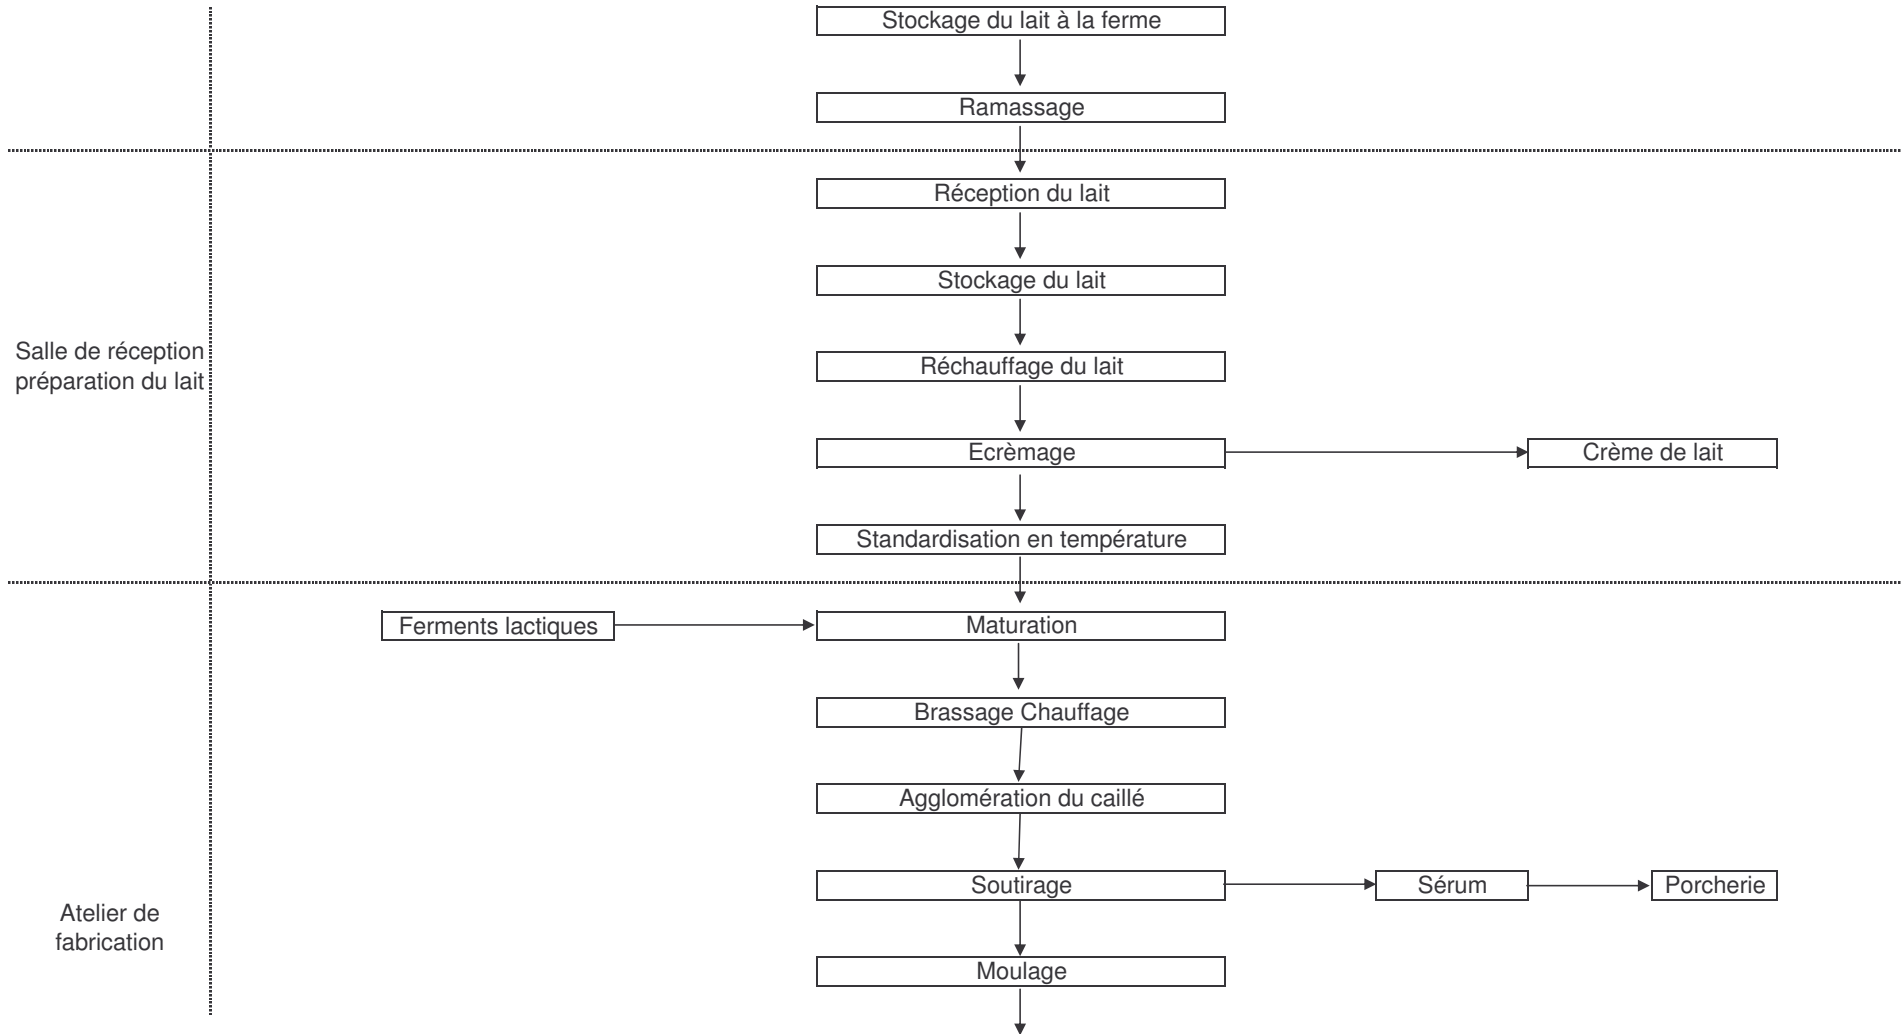 Stockage du lait à la ferme
Ramassage
Réception du lait
Stockage du lait
Salle de réception
préparation du lait
Réchauffage du lait
Ecrèmage
Crème de lait
Standardisation en température
Ferments lactiques
Maturation
Brassage Chauffage
Agglomération du caillé
Soutirage
Sérum
Porcherie
Atelier de
fabrication
Moulage